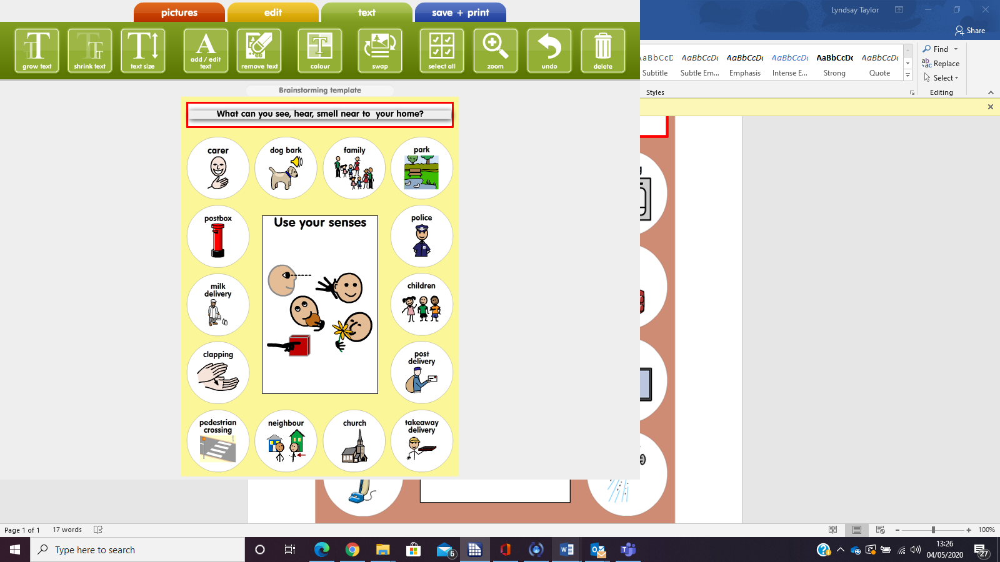 pictures edit text save + print
Lyndsay Taylor
Share
grow text shrink text text size add / edit text remove text colour swap select all zoom undo delete
AaBbCcD AaBbCcDc AaBbCcDc AaBbCcDc AaBbCcDc AaBbCcDc
Subtitle Subtle Em... Emphasis Intense E... Strong Quote
Styles
Find
Replace
Select
Editing
Brainstorming template
What can you see, hear, smell near to your home?
carer
dog bark
family
park
postbox
Use your senses
police
milk
delivery
children
clapping
post
delivery
pedestrian
crossing
neighbour
church
takeaway
delivery
Page 1 of 1 17 words
100%
Type here to search
6
13:26
04/05/2020
27